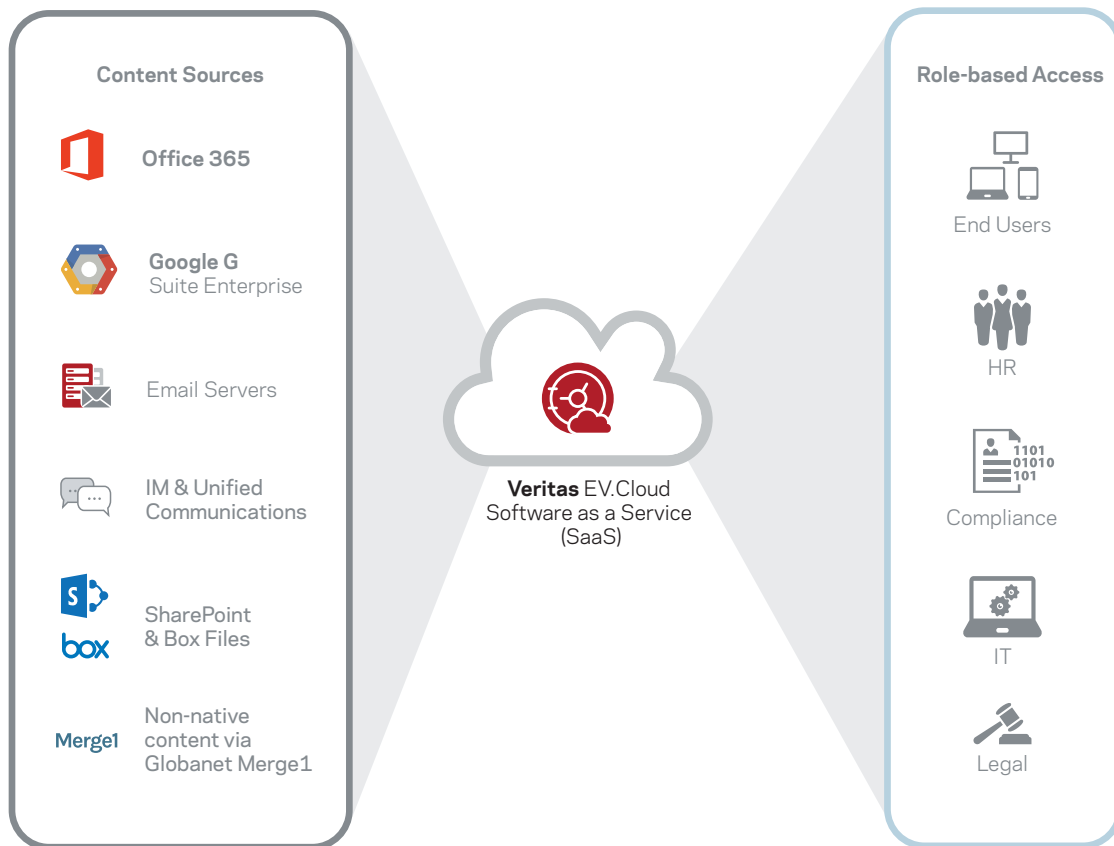 Content Sources
Office 365
Google G
Suite Enterprise
Email Servers
IM & Unified
Communications
S
box
SharePoint
& Box Files
Merge1
Non-native
content via
Globanet Merge1
Veritas EV.Cloud
Software as a Service
(SaaS)
Role-based Access
End Users
HR
1101
01010
101
Compliance
IT
Legal